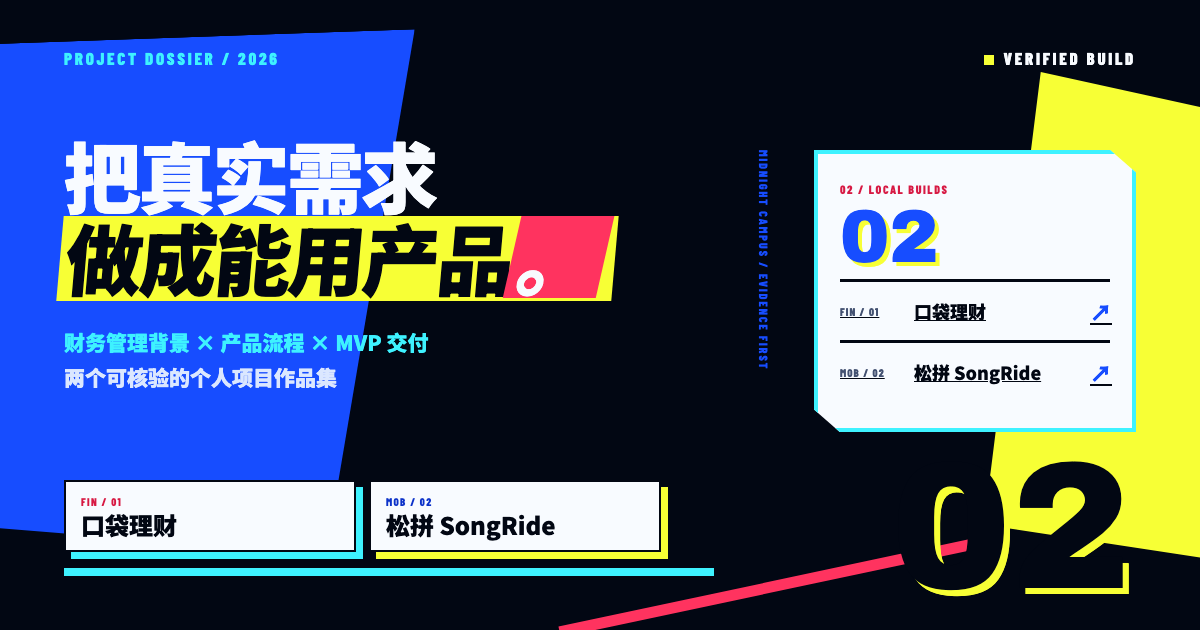 PROJECT DOSSIER / 2026
VERIFIED BUILD
把真实需求
做成能用产品。
财务管理背景 × 产品流程 × MVP 交付
两个可核验的个人项目作品集
MIDNIGHT CAMPUS / EVIDENCE FIRST
02 / LOCAL BUILDS
02
FIN / 01 口袋理财 ↗
MOB / 02 松拼 SongRide ↗
FIN / 01
口袋理财
MOB / 02
松拼 SongRide
02